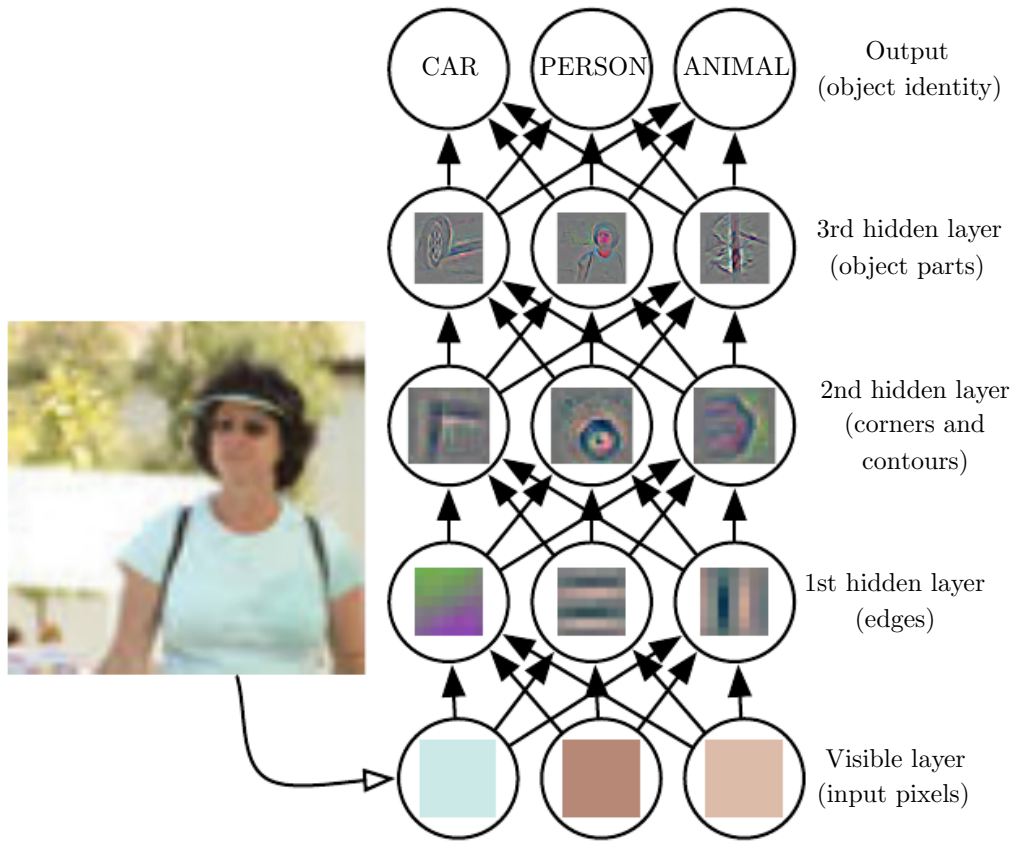 CAR PERSON ANIMAL
Output
(object identity)
3rd hidden layer
(object parts)
2nd hidden layer
(corners and
contours)
1st hidden layer
(edges)
Visible layer
(input pixels)